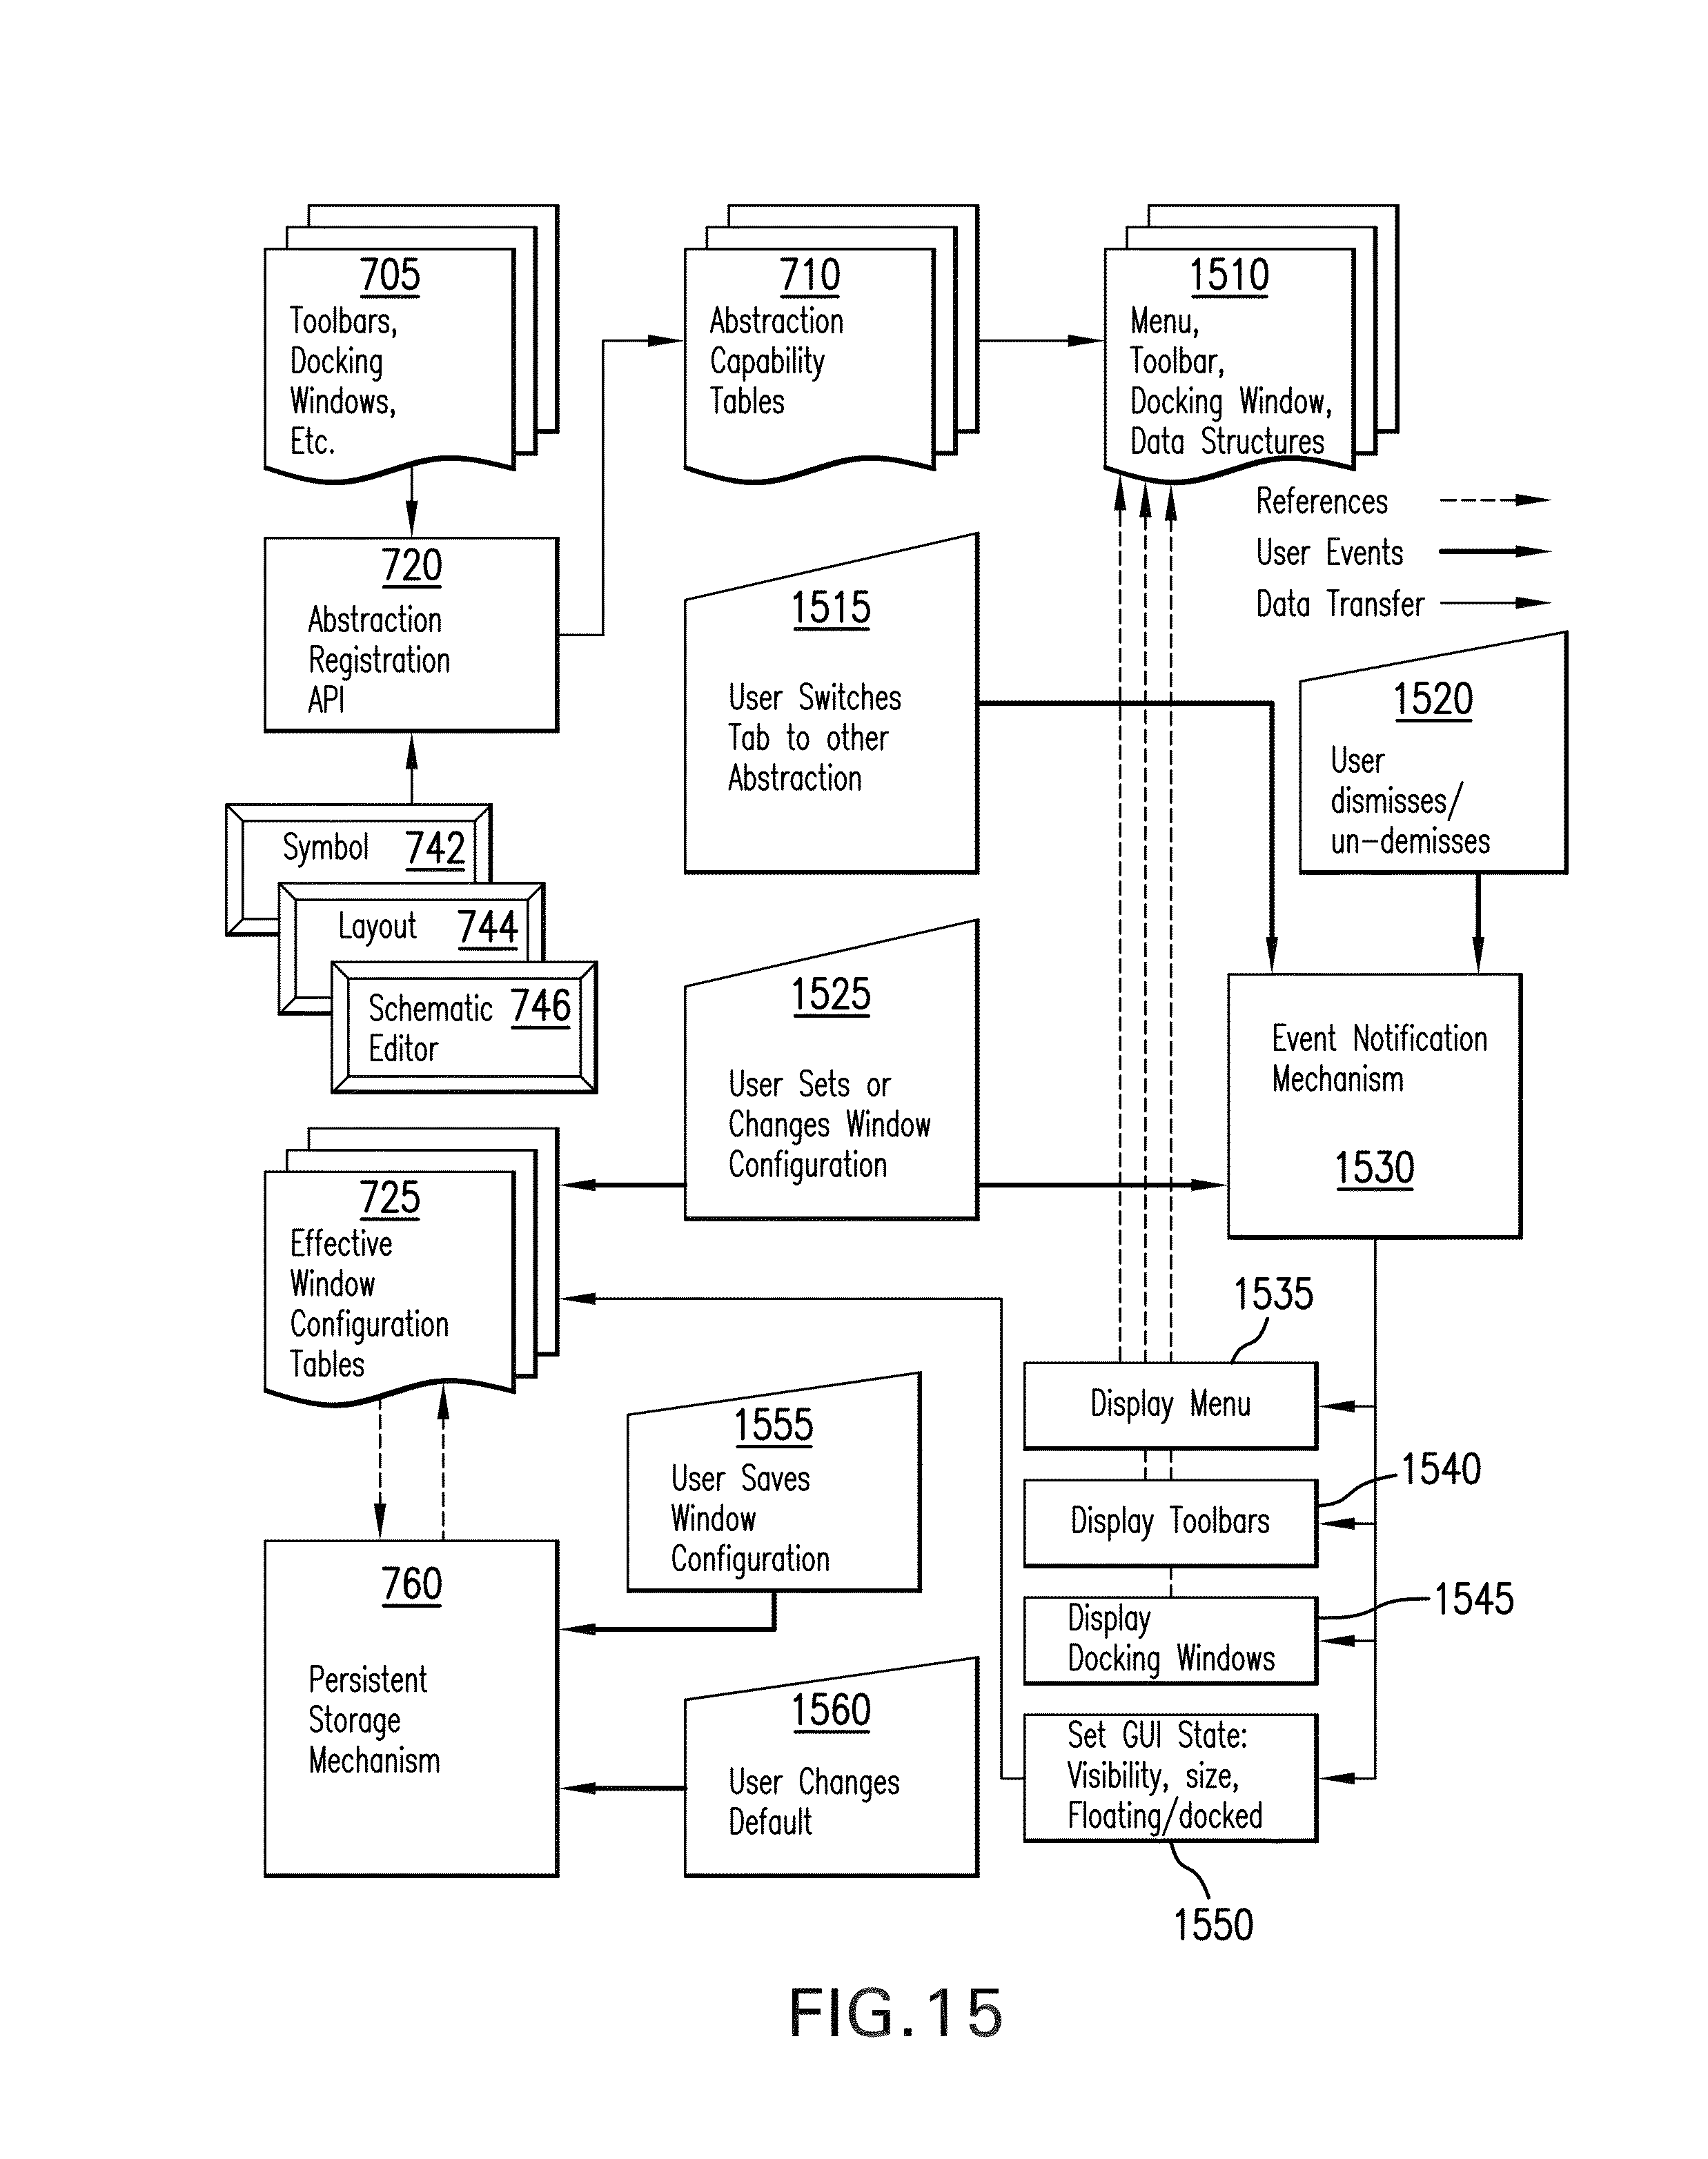 705
Toolbars,
Docking
Windows,
Etc.
710
Abstraction
Capability
Tables
1510
Menu,
Toolbar,
Docking Window,
Data Structures
References
User Events
Data Transfer
720
Abstraction
Registration
API
1515
User Switches
Tab to other
Abstraction
1520
User
dismisses/
un-demisses
Symbol 742
Layout 744
Schematic 746
Editor
1525
User Sets or
Changes Window
Configuration
Event Notification
Mechanism
1530
725
Effective
Window
Configuration
Tables
1535
Display Menu
1540
Display Toolbars
1545
Display
Docking Windows
Set GUI State:
Visibility, size,
Floating/docked
1550
1555
User Saves
Window
Configuration
760
Persistent
Storage
Mechanism
1560
User Changes
Default
FIG.15